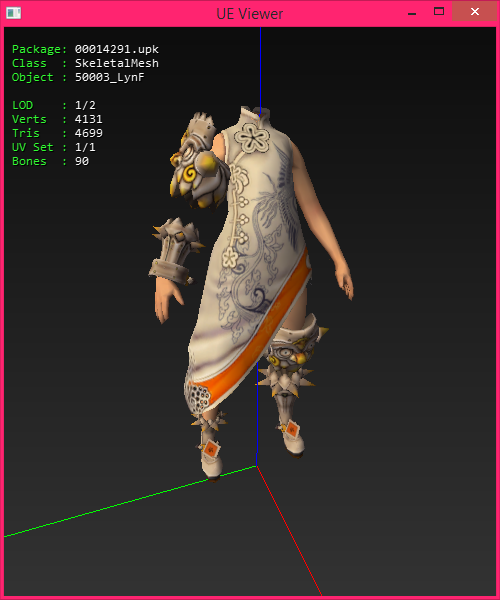 UE Viewer
Package: 00014291.upk
Class : SkeletalMesh
Object : 50003_LynF
LOD : 1/2
Verts : 4131
Tris : 4699
UV Set : 1/1
Bones : 90